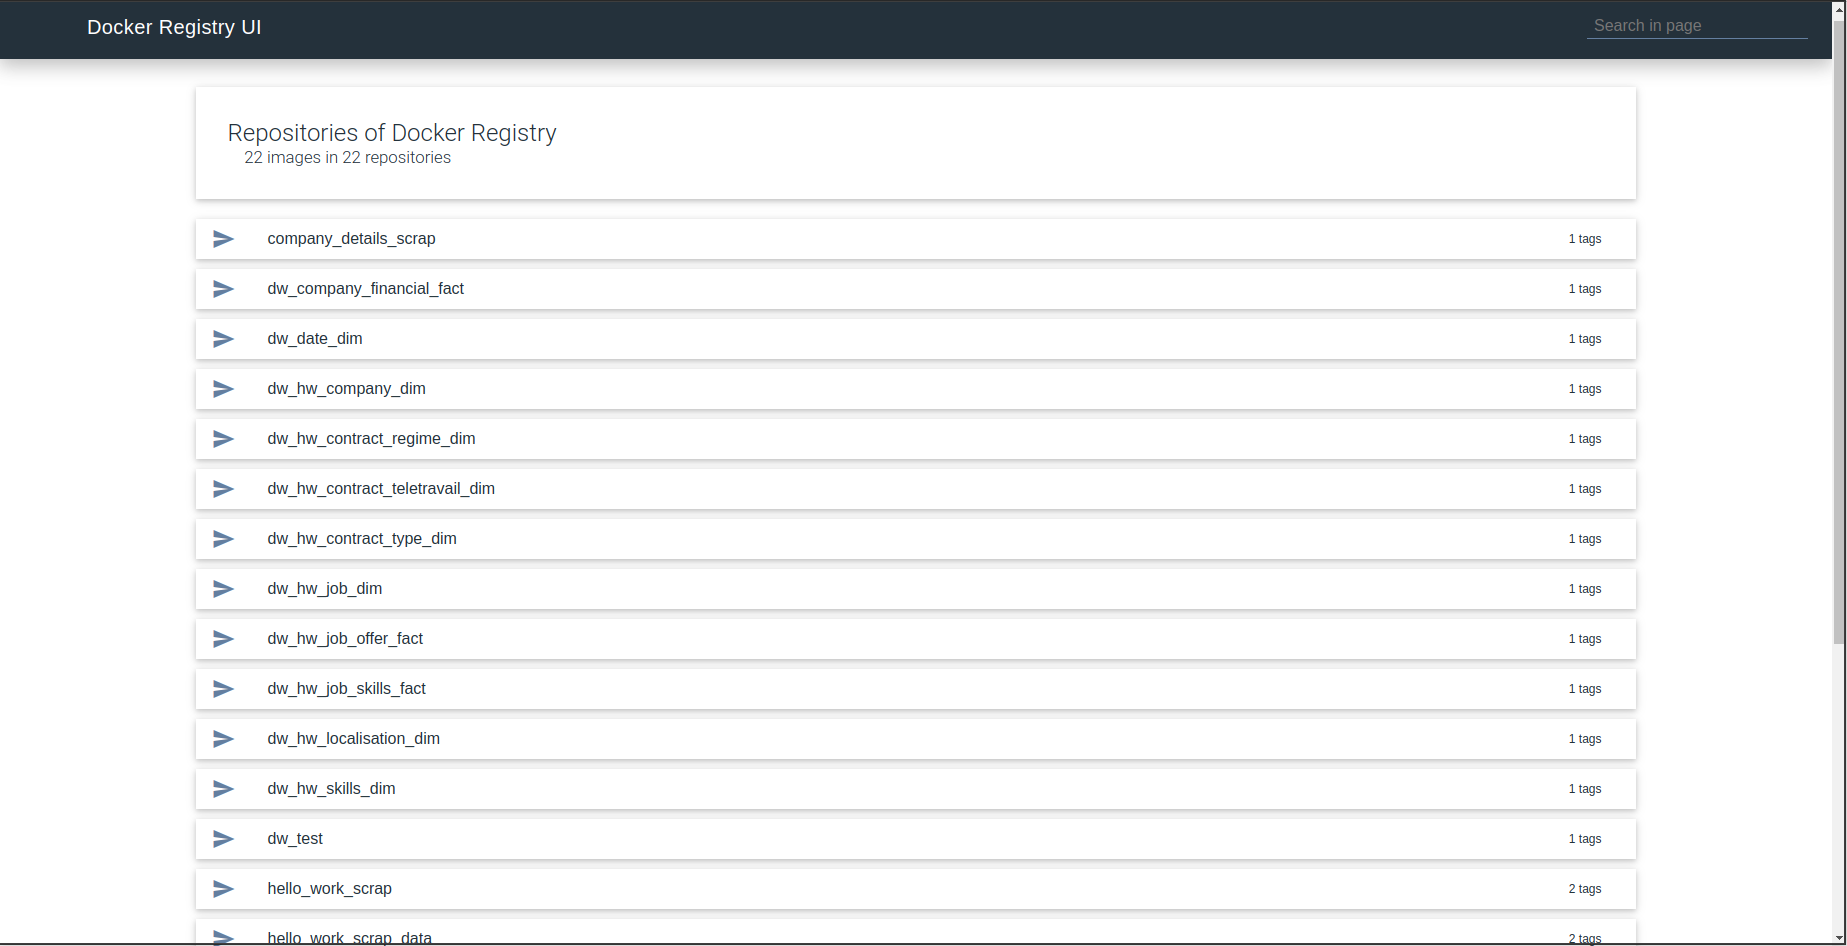 Docker Registry UI
Search in page
Repositories of Docker Registry
22 images in 22 repositories
company_details_scrap 1 tags
dw_company_financial_fact 1 tags
dw_date_dim 1 tags
dw_hw_company_dim 1 tags
dw_hw_contract_regime_dim 1 tags
dw_hw_contract_teletravail_dim 1 tags
dw_hw_contract_type_dim 1 tags
dw_hw_job_dim 1 tags
dw_hw_job_offer_fact 1 tags
dw_hw_job_skills_fact 1 tags
dw_hw_localisation_dim 1 tags
dw_hw_skills_dim 1 tags
dw_test 1 tags
hello_work_scrap 2 tags
hello_work_scrap_data 2 tags